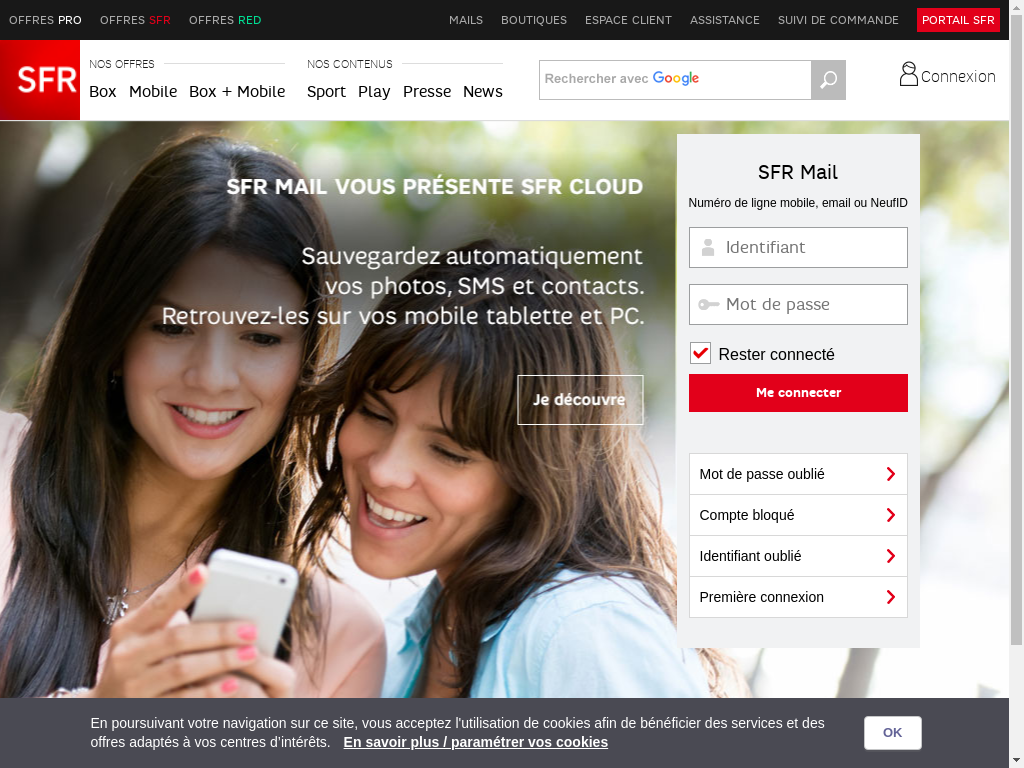 OFFRES PRO OFFRES SFR OFFRES RED MAILS BOUTIQUES ESPACE CLIENT ASSISTANCE SUIVI DE COMMANDE PORTAIL SFR
SFR
NOS OFFRES NOS CONTENUS
Box Mobile Box + Mobile Sport Play Presse News
Rechercher avec Google
Connexion
SFR MAIL VOUS PRÉSENTE SFR CLOUD
Sauvegardez automatiquement
vos photos, SMS et contacts.
Retrouvez-les sur vos mobile tablette et PC.
Je découvre
SFR Mail
Numéro de ligne mobile, email ou NeufID
Identifiant
Mot de passe
Rester connecté
Me connecter
Mot de passe oublié
Compte bloqué
Identifiant oublié
Première connexion
En poursuivant votre navigation sur ce site, vous acceptez l'utilisation de cookies afin de bénéficier des services et des
offres adaptés à vos centres d'intérêts. En savoir plus / paramétrer vos cookies
OK